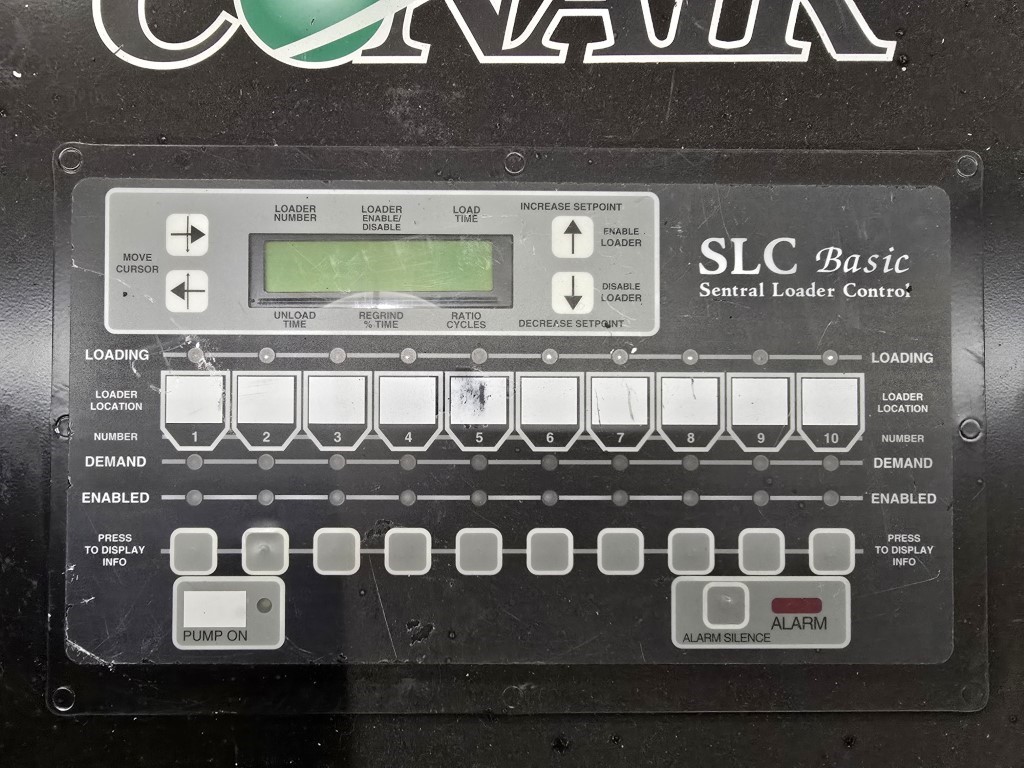 CONAIR
LOADER
NUMBER
LOADER
ENABLE/
DISABLE
LOAD
TIME
INCREASE SETPOINT
MOVE
CURSOR
ENABLE
LOADER
DISABLE
LOADER
UNLOAD
TIME
REGRIND
% TIME
RATIO
CYCLES
DECREASE SETPOINT
SLC Basic
Sentral Loader Control
LOADING
LOADING
LOADER
LOCATION
LOADER
LOCATION
NUMBER 1 2 3 4 5 6 7 8 9 10 NUMBER
DEMAND
DEMAND
ENABLED
ENABLED
PRESS
TO DISPLAY
INFO
PRESS
TO DISPLAY
INFO
PUMP ON
ALARM SILENCE
ALARM